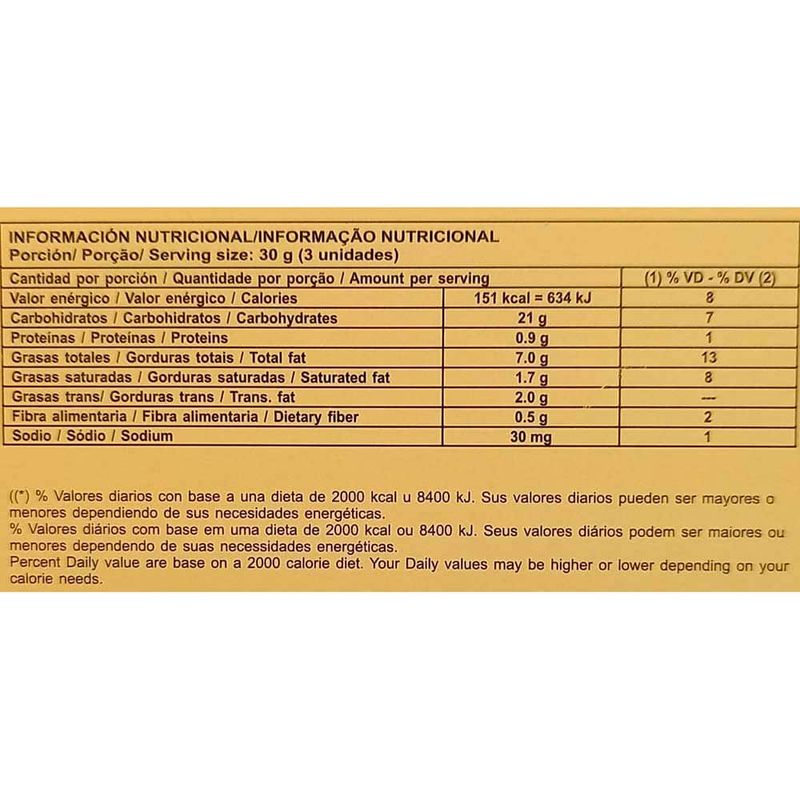 INFORMACIÓN NUTRICIONAL/INFORMAÇÃO NUTRICIONAL
Porción/ Porção/ Serving size: 30 g (3 unidades)
Cantidad por porción / Quantidade por porção / Amount per serving (1) % VD - % DV (2)
Valor enérgico / Valor enérgico / Calories 151 kcal = 634 kJ 8
Carbohidratos / Carbohidratos / Carbohydrates 21 g 7
Proteínas / Proteínas / Proteins 0.9 g 1
Grasas totales / Gorduras totais / Total fat 7.0 g 13
Grasas saturadas / Gorduras saturadas / Saturated fat 1.7 g 8
Grasas trans/ Gorduras trans / Trans. fat 2.0 g ---
Fibra alimentaria / Fibra alimentaria / Dietary fiber 0.5 g 2
Sodio / Sódio / Sodium 30 mg 1
((*) % Valores diarios con base a una dieta de 2000 kcal u 8400 kJ. Sus valores diarios pueden ser mayores o
menores dependiendo de sus necesidades energéticas.
% Valores diários com base em uma dieta de 2000 kcal ou 8400 kJ. Seus valores diários podem ser maiores ou
menores dependendo de suas necessidades energéticas.
Percent Daily value are base on a 2000 calorie diet. Your Daily values may be higher or lower depending on your
calorie needs.